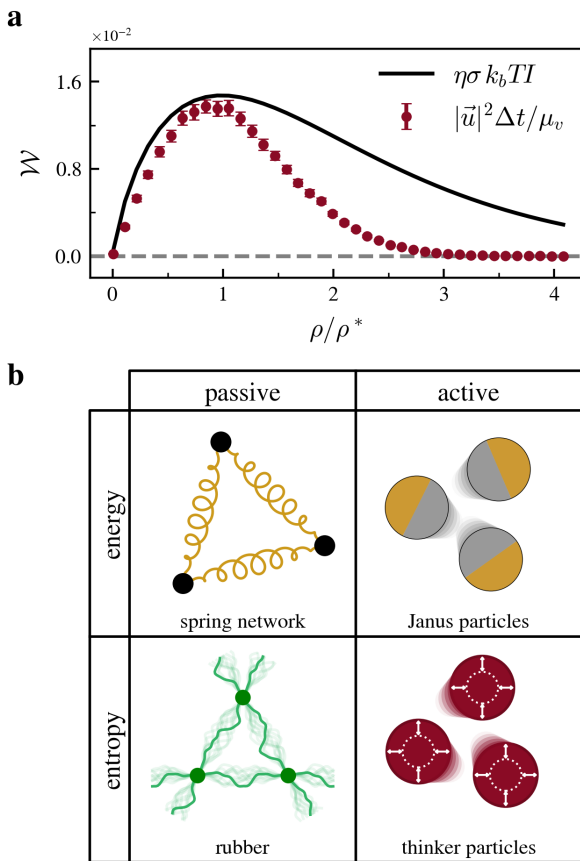 a
×10⁻²
1.6
0.8
0.0
𝒲
ησ k_bTI
|u⃗|²Δt/μ_v
0 1 2 3 4
ρ/ρ*
b
passive active
energy
spring network Janus particles
entropy
rubber thinker particles